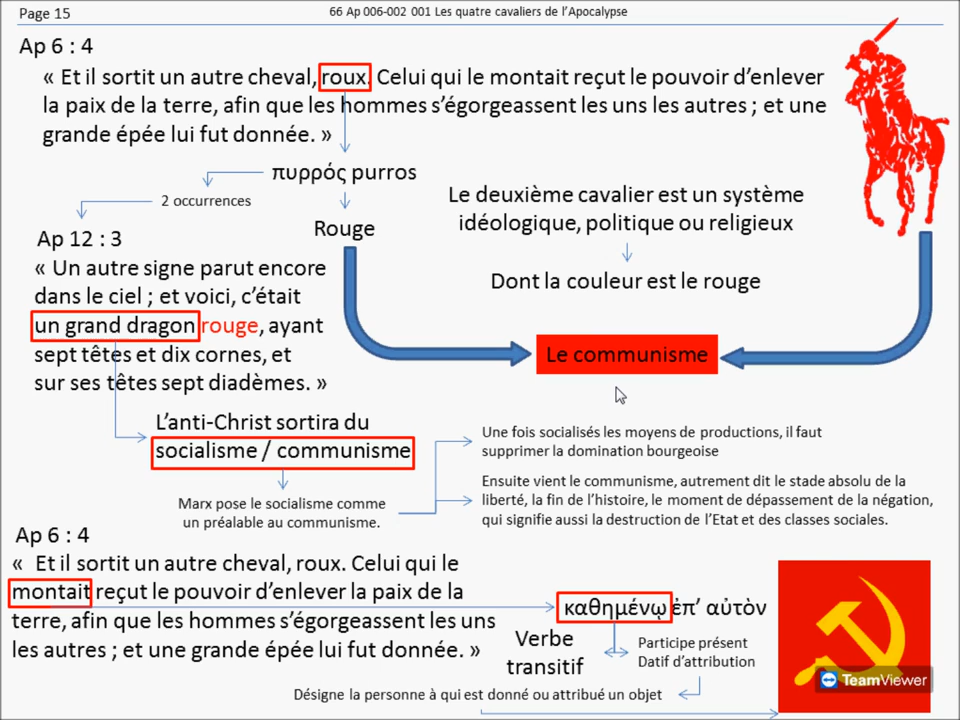 Page 15
66 Ap 006-002 001 Les quatre cavaliers de l'Apocalypse
Ap 6 : 4
« Et il sortit un autre cheval, roux. Celui qui le montait reçut le pouvoir d'enlever
la paix de la terre, afin que les hommes s'égorgeassent les uns les autres ; et une
grande épée lui fut donnée. »
πυρρός purros
2 occurrences
Rouge
Le deuxième cavalier est un système
idéologique, politique ou religieux
Dont la couleur est le rouge
Le communisme
Ap 12 : 3
« Un autre signe parut encore
dans le ciel ; et voici, c'était
un grand dragon rouge, ayant
sept têtes et dix cornes, et
sur ses têtes sept diadèmes. »
L'anti-Christ sortira du
socialisme / communisme
Marx pose le socialisme comme
un préalable au communisme.
Une fois socialisés les moyens de productions, il faut
supprimer la domination bourgeoise
Ensuite vient le communisme, autrement dit le stade absolu de la
liberté, la fin de l'histoire, le moment de dépassement de la négation,
qui signifie aussi la destruction de l'Etat et des classes sociales.
Ap 6 : 4
« Et il sortit un autre cheval, roux. Celui qui le
montait reçut le pouvoir d'enlever la paix de la
terre, afin que les hommes s'égorgeassent les uns
les autres ; et une grande épée lui fut donnée. »
καθημένῳ ἐπ' αὐτὸν
Verbe
transitif
Participe présent
Datif d'attribution
Désigne la personne à qui est donné ou attribué un objet
TeamViewer